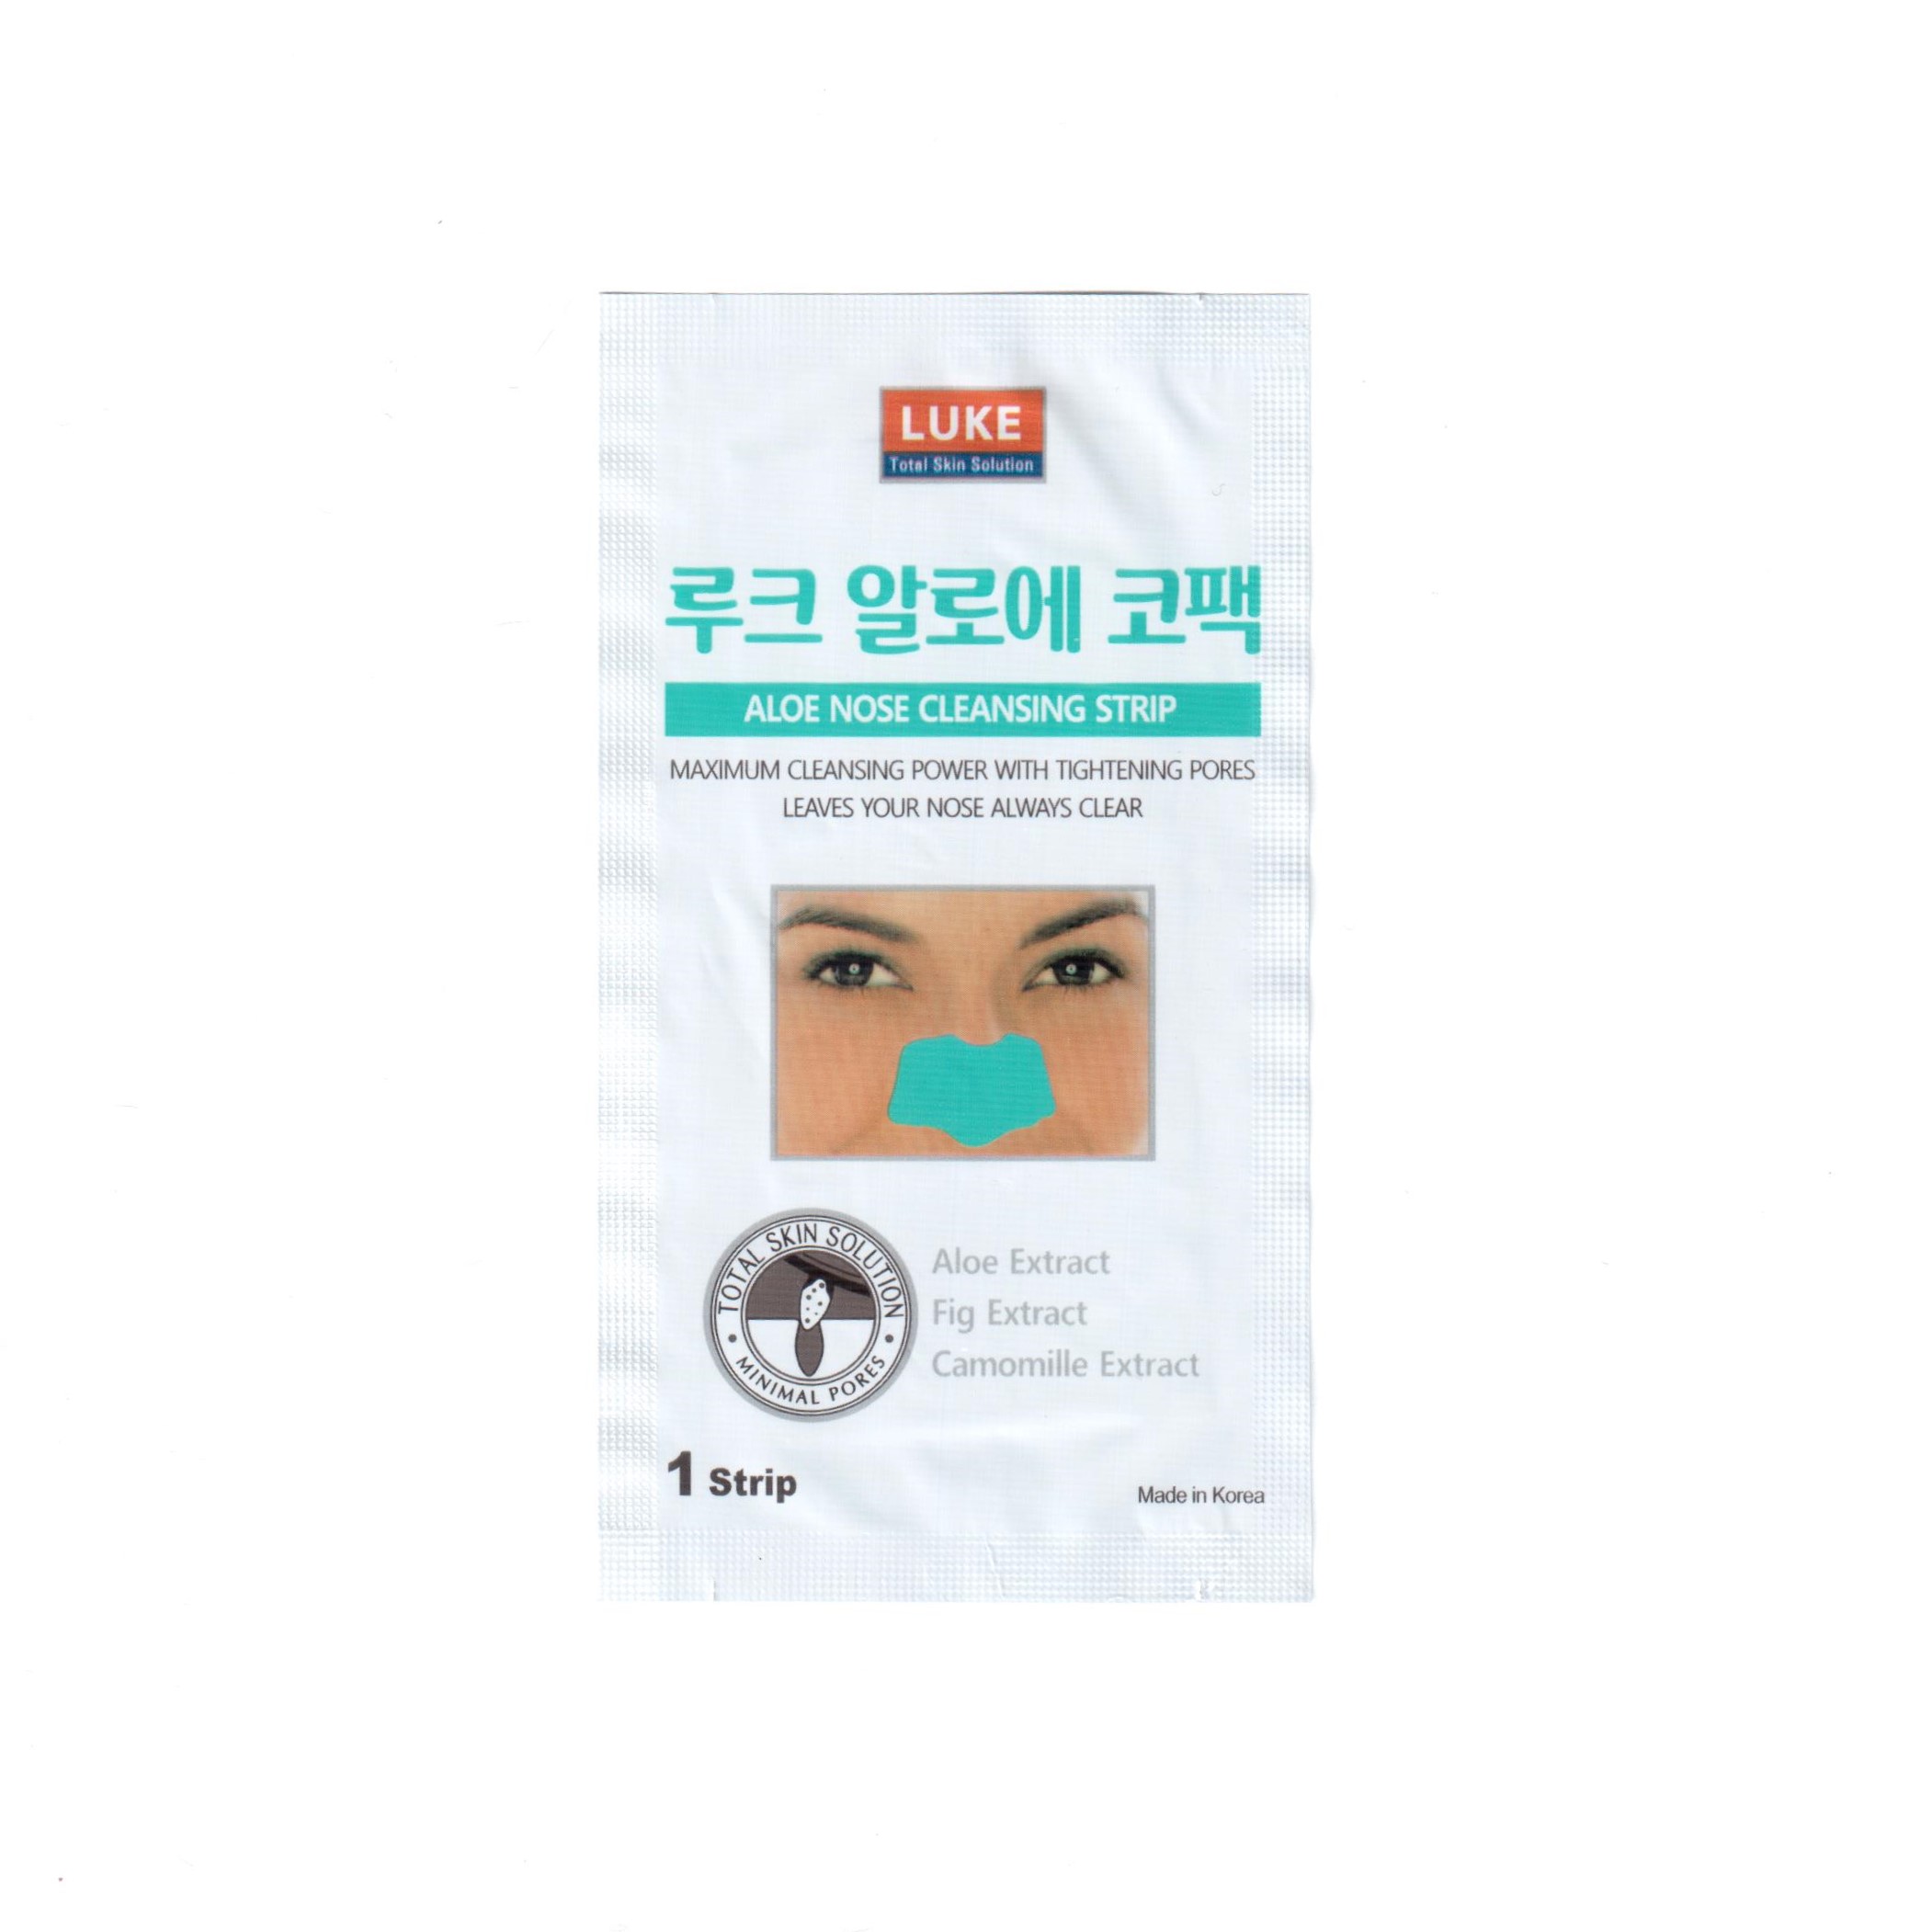 LUKE
Total Skin Solution
루크 알로에 코팩
ALOE NOSE CLEANSING STRIP
MAXIMUM CLEANSING POWER WITH TIGHTENING PORES
LEAVES YOUR NOSE ALWAYS CLEAR
TOTAL SKIN SOLUTION
• MINIMAL PORES •
Aloe Extract
Fig Extract
Camomille Extract
1 Strip
Made in Korea